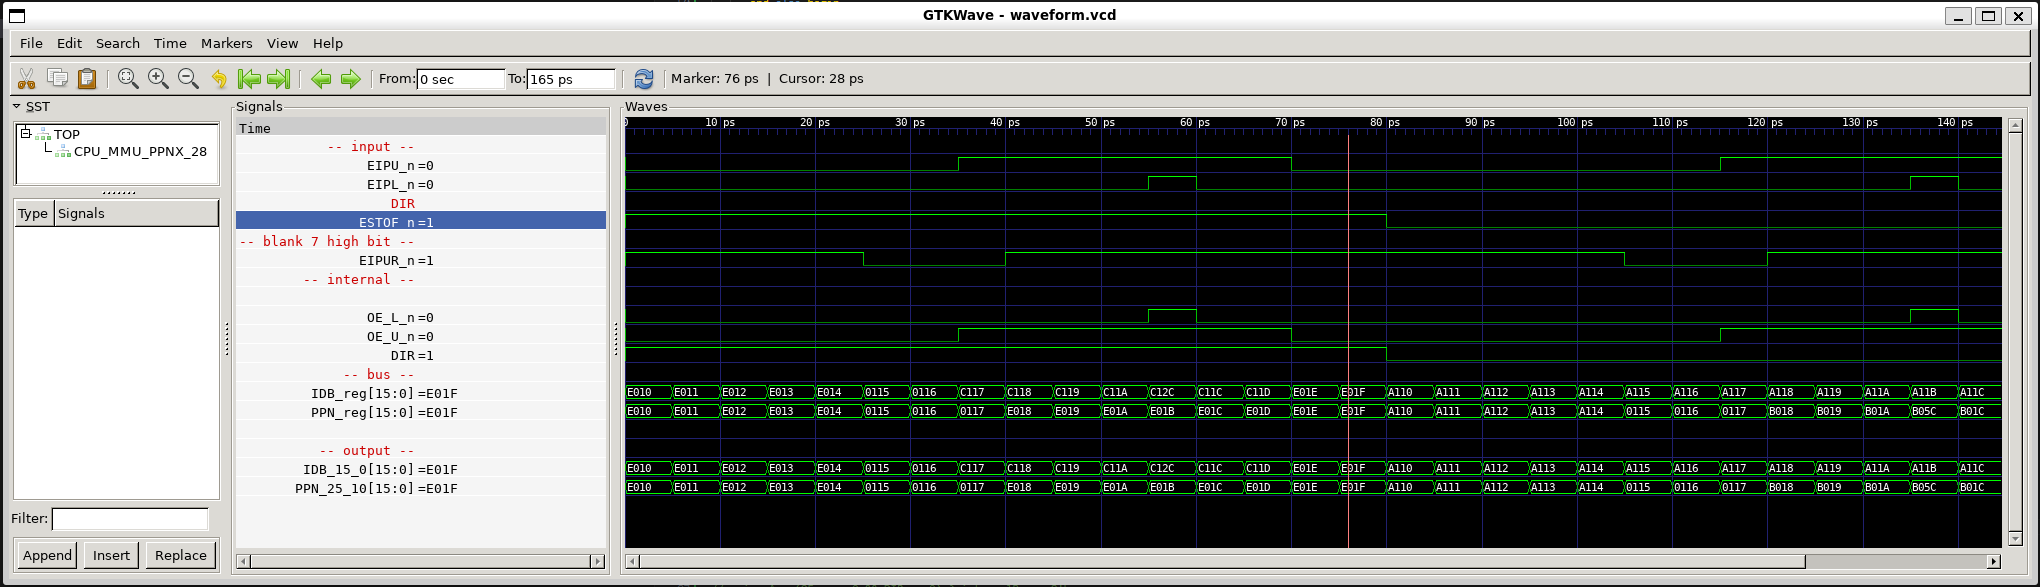 GTKWave - waveform.vcd
File Edit Search Time Markers View Help
From: 0 sec To: 165 ps Marker: 76 ps | Cursor: 28 ps
SST
TOP
CPU_MMU_PPNX_28
Type Signals
Filter:
Append Insert Replace
Signals
Time
-- input --
EIPU_n=0
EIPL_n=0
DIR
ESTOF_n=1
-- blank 7 high bit --
EIPUR_n=1
-- internal --
OE_L_n=0
OE_U_n=0
DIR=1
-- bus --
IDB_reg[15:0]=E01F
PPN_reg[15:0]=E01F
-- output --
IDB_15_0[15:0]=E01F
PPN_25_10[15:0]=E01F
Waves
0 10 ps 20 ps 30 ps 40 ps 50 ps 60 ps 70 ps 80 ps 90 ps 100 ps 110 ps 120 ps 130 ps 140 ps
E010 E011 E012 E013 E014 0115 0116 C117 C118 C119 C11A C12C C11C C11D E01E E01F A110 A111 A112 A113 A114 A115 A116 A117 A118 A119 A11A A11B A11C
E010 E011 E012 E013 E014 0115 0116 0117 E018 E019 E01A E01B E01C E01D E01E E01F A110 A111 A112 A113 A114 0115 0116 0117 B018 B019 B01A B05C B01C
E010 E011 E012 E013 E014 0115 0116 C117 C118 C119 C11A C12C C11C C11D E01E E01F A110 A111 A112 A113 A114 A115 A116 A117 A118 A119 A11A A11B A11C
E010 E011 E012 E013 E014 0115 0116 0117 E018 E019 E01A E01B E01C E01D E01E E01F A110 A111 A112 A113 A114 0115 0116 0117 B018 B019 B01A B05C B01C